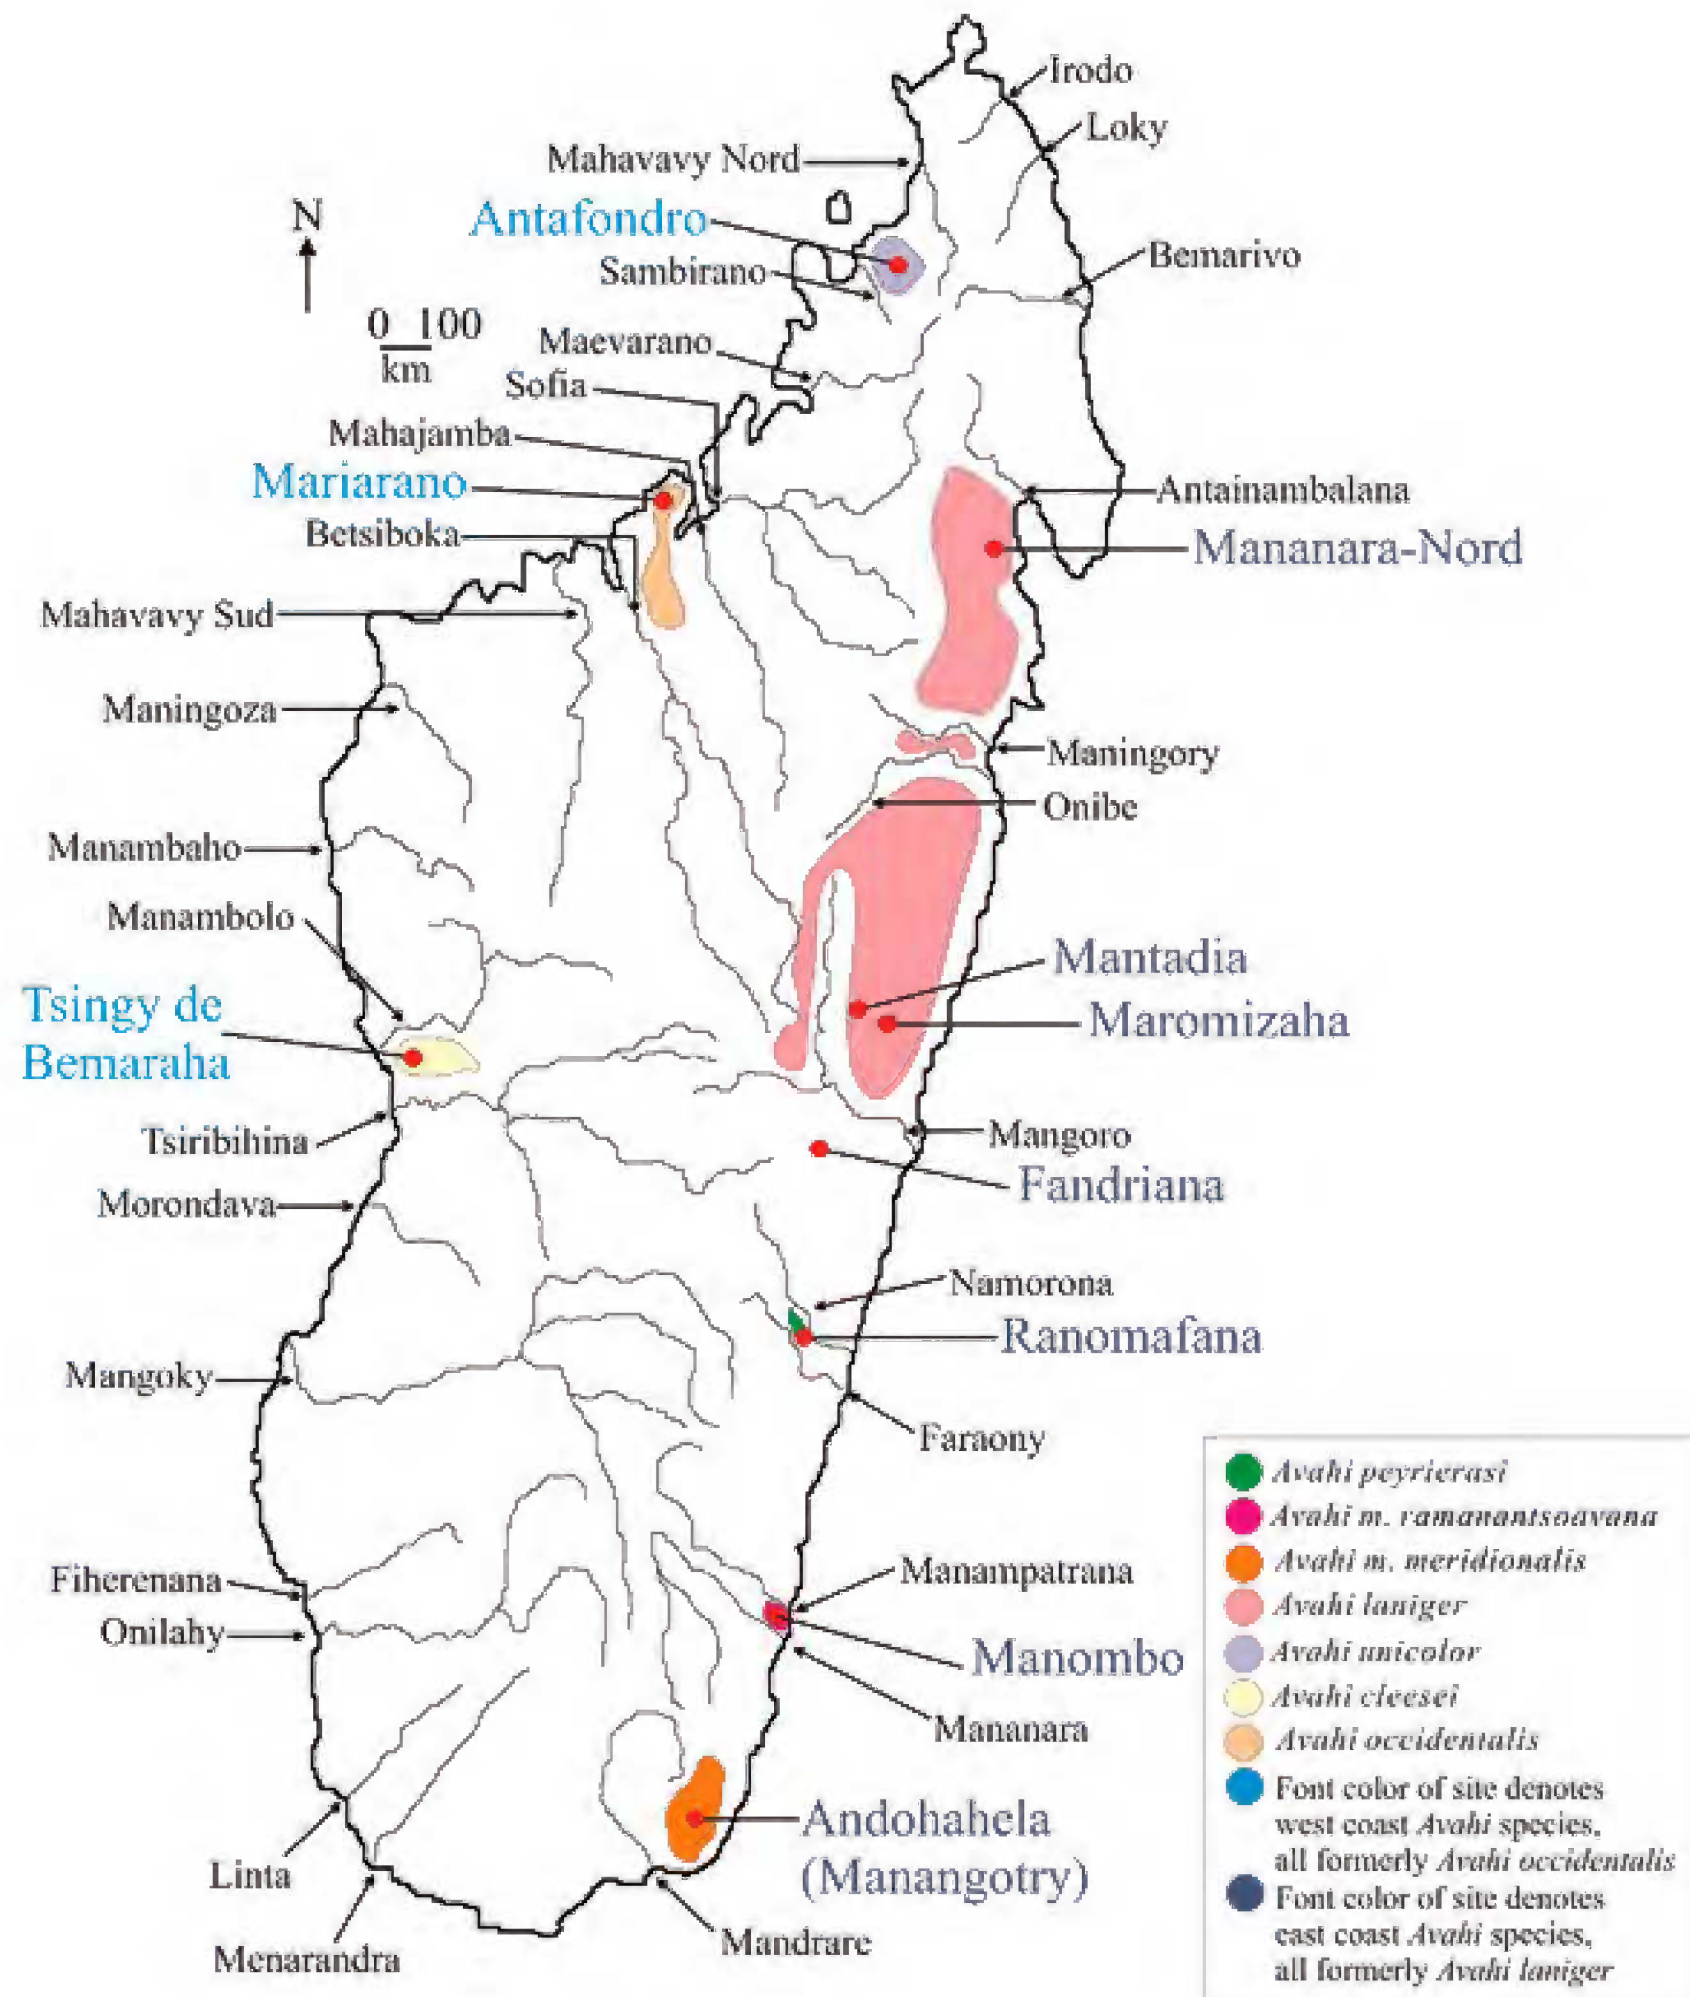 Irodo
Loky
Mahavavy Nord
N
Antafondro
Bemarivo
Sambirano
0 100
km
Maevarano
Sofia
Mahajamba
Mariarano
Antainambalana
Betsiboka
Mananara-Nord
Mahavavy Sud
Maningoza
Maningory
Onibe
Manambaho
Manambolo
Mantadia
Tsingy de
Bemaraha
Maromizaha
Tsiribihina
Mangoro
Fandriana
Morondava
Namorona
Ranomafana
Mangoky
Faraony
Fiherenana
Manampatrana
Onilahy
Manombo
Mananara
Andohahela
(Manangotry)
Linta
Menarandra
Mandrare
Avahi peyrierasi
Avahi m. ramanantsoavana
Avahi m. meridionalis
Avahi laniger
Avahi unicolor
Avahi cleesei
Avahi occidentalis
Font color of site denotes
west coast Avahi species,
all formerly Avahi occidentalis
Font color of site denotes
east coast Avahi species,
all formerly Avahi laniger